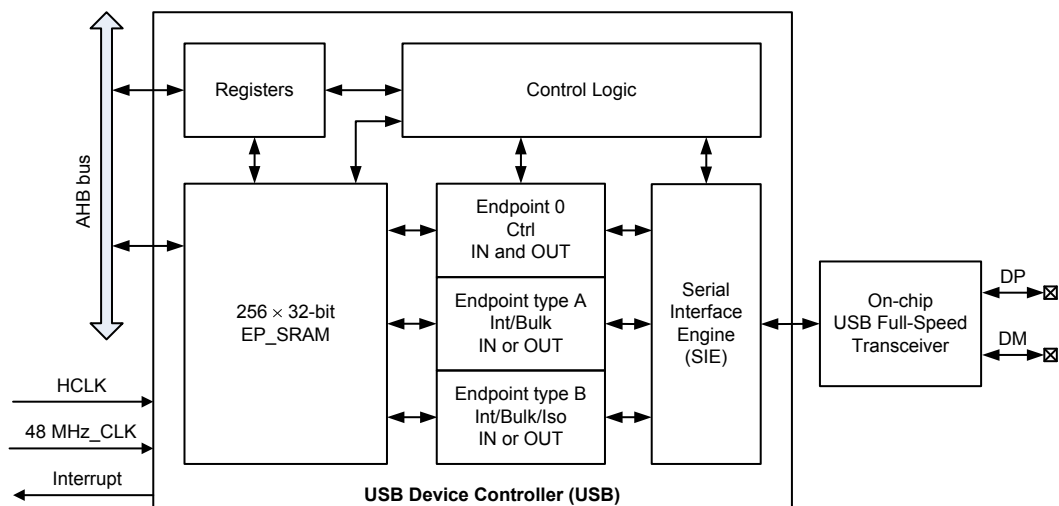 AHB bus
Registers
Control Logic
256 × 32-bit
EP_SRAM
Endpoint 0
Ctrl
IN and OUT
Endpoint type A
Int/Bulk
IN or OUT
Endpoint type B
Int/Bulk/Iso
IN or OUT
Serial
Interface
Engine
(SIE)
On-chip
USB Full-Speed
Transceiver
DP
DM
HCLK
48 MHz_CLK
Interrupt
USB Device Controller (USB)